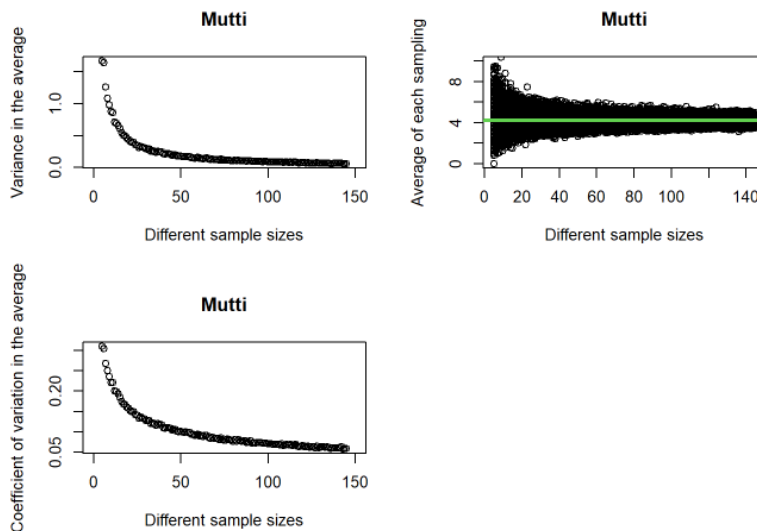 Mutti
Variance in the average
1.0
0.0
0 50 100 150
Different sample sizes
Mutti
Average of each sampling
8
4
0
0 20 40 60 80 100 140
Different sample sizes
Mutti
Coefficient of variation in the average
0.20
0.05
0 50 100 150
Different sample sizes